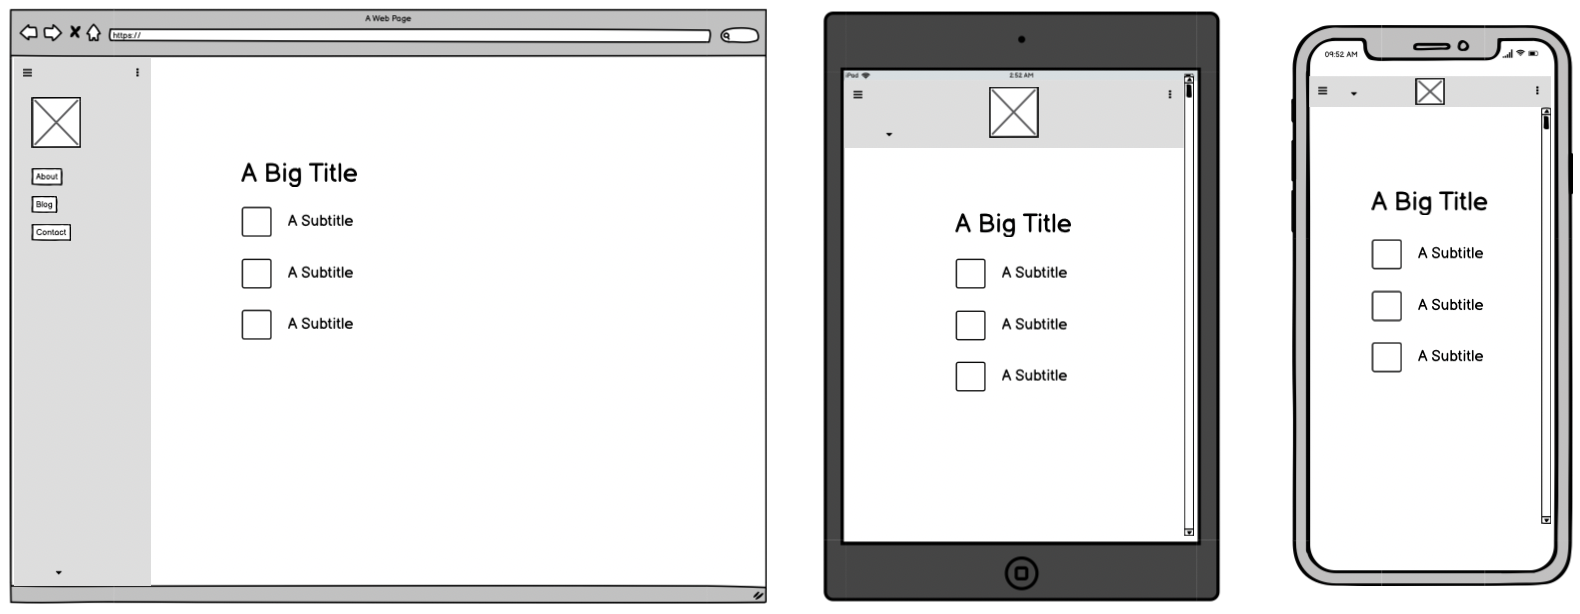 A Web Page
https://
About
Blog
Contact
A Big Title
A Subtitle
A Subtitle
A Subtitle
iPad
2:52 AM
A Big Title
A Subtitle
A Subtitle
A Subtitle
09:52 AM
A Big Title
A Subtitle
A Subtitle
A Subtitle